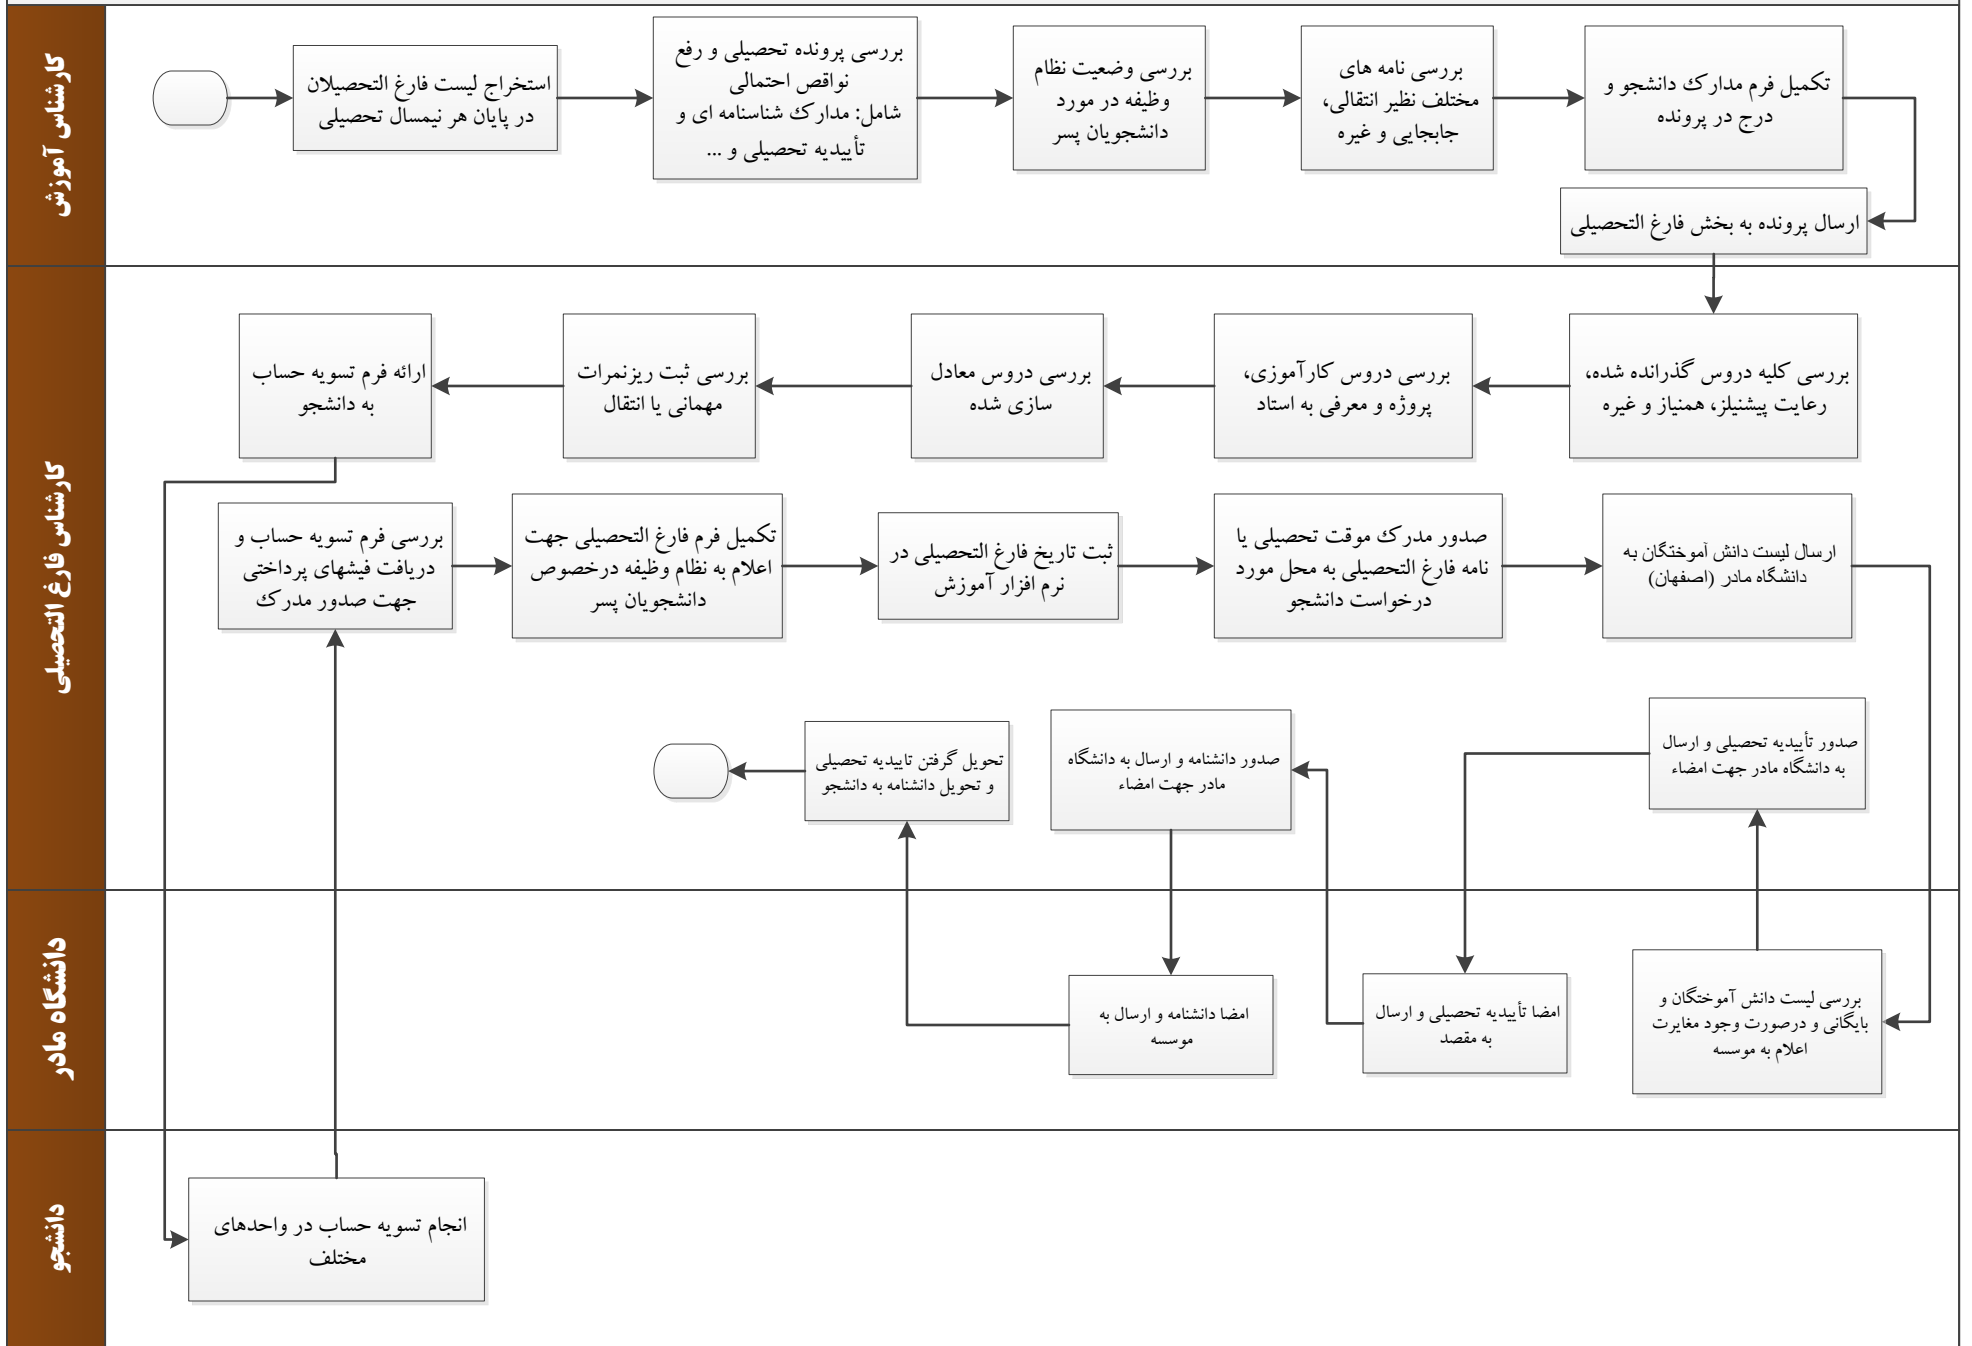 کارشناس آموزش
استخراج لیست فارغ التحصیلان
در پایان هر نیمسال تحصیلی
بررسی پرونده تحصیلی و رفع
نواقص احتمالی
شامل: مدارک شناسنامه ای و
تأییدیه تحصیلی و ...
بررسی وضعیت نظام
وظیفه در مورد
دانشجویان پسر
بررسی نامه های
مختلف نظیر انتقالی،
جابجایی و غیره
تکمیل فرم مدارک دانشجو و
درج در پرونده
ارسال پرونده به بخش فارغ التحصیلی
کارشناس فارغ التحصیلی
بررسی کلیه دروس گذرانده شده،
رعایت پیشنیلز، همنیاز و غیره
بررسی دروس کارآموزی،
پروژه و معرفی به استاد
بررسی دروس معادل
سازی شده
بررسی ثبت ریزنمرات
مهمانی یا انتقال
ارائه فرم تسویه حساب
به دانشجو
بررسی فرم تسویه حساب و
دریافت فیشهای پرداختی
جهت صدور مدرک
تکمیل فرم فارغ التحصیلی جهت
اعلام به نظام وظیفه درخصوص
دانشجویان پسر
ثبت تاریخ فارغ التحصیلی در
نرم افزار آموزش
صدور مدرک موقت تحصیلی یا
نامه فارغ التحصیلی به محل مورد
درخواست دانشجو
ارسال لیست دانش آموختگان به
دانشگاه مادر (اصفهان)
صدور تأییدیه تحصیلی و ارسال
به دانشگاه مادر جهت امضاء
صدور دانشنامه و ارسال به دانشگاه
مادر جهت امضاء
تحویل گرفتن تاییدیه تحصیلی
و تحویل دانشنامه به دانشجو
دانشگاه مادر
بررسی لیست دانش آموختگان و
بایگانی و درصورت وجود مغایرت
اعلام به موسسه
امضا تأییدیه تحصیلی و ارسال
به مقصد
امضا دانشنامه و ارسال به
موسسه
دانشجو
انجام تسویه حساب در واحدهای
مختلف